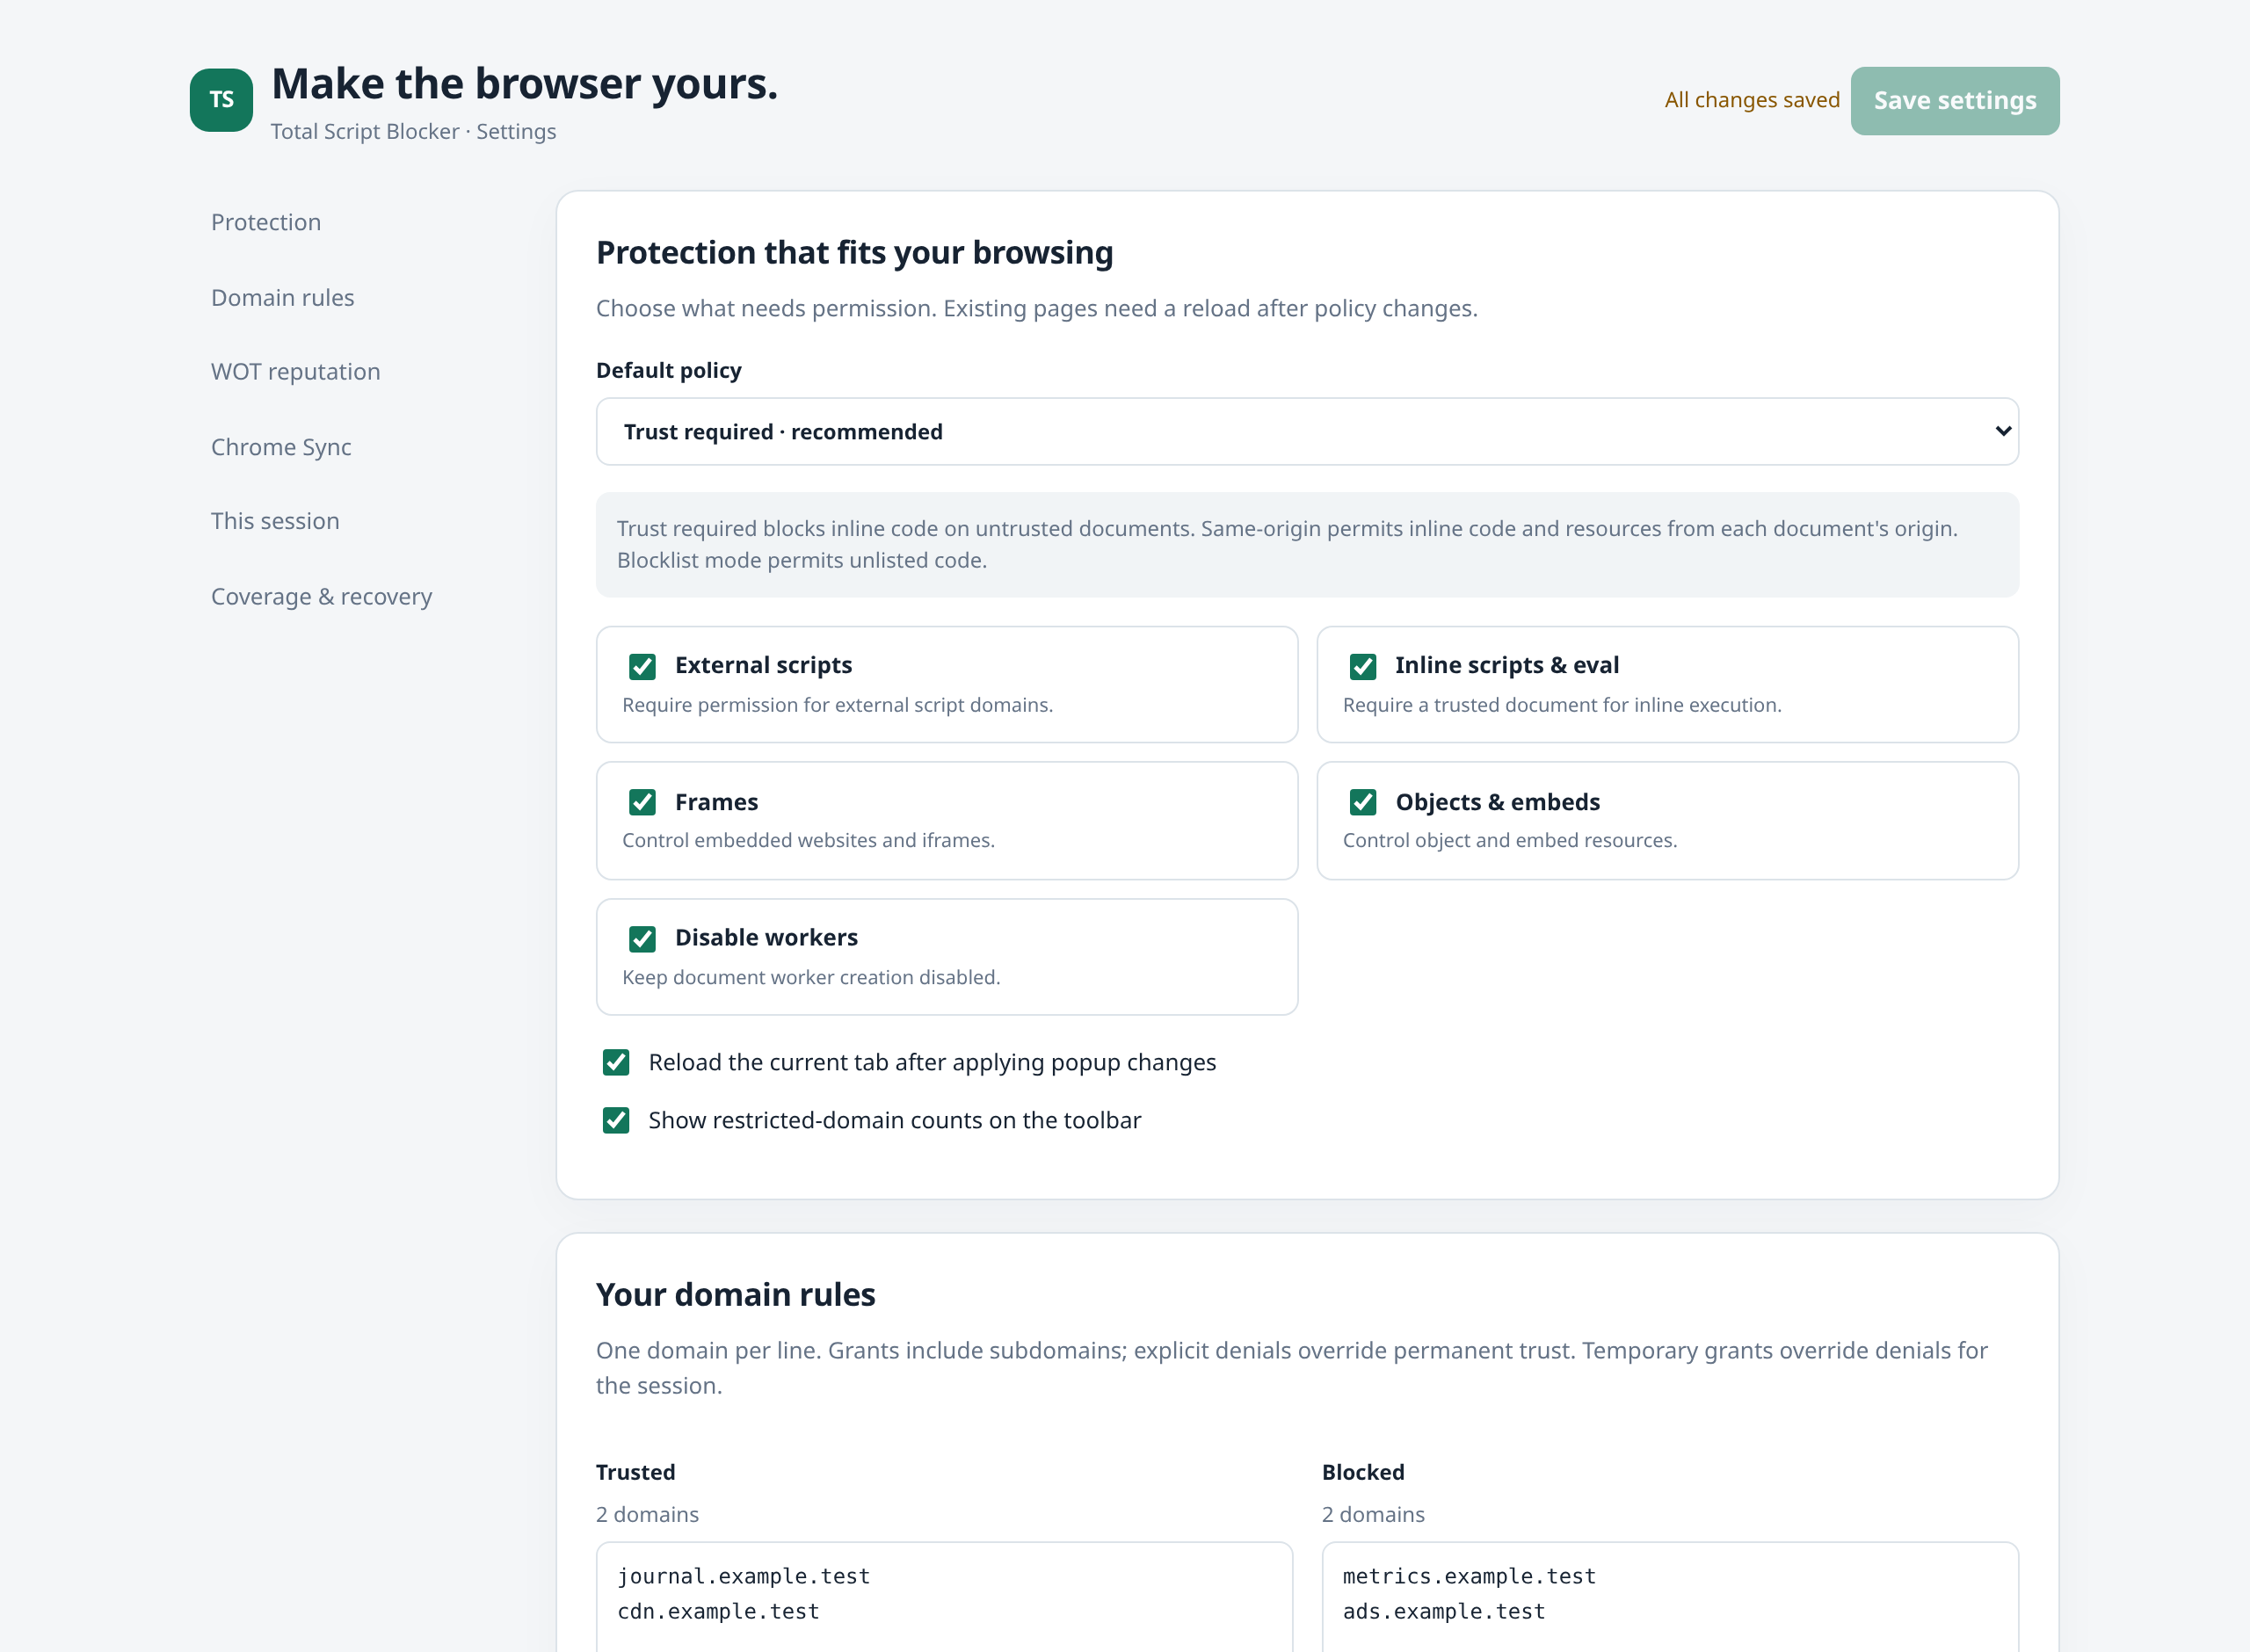 TS
Make the browser yours.
Total Script Blocker · Settings
All changes saved
Save settings
Protection
Domain rules
WOT reputation
Chrome Sync
This session
Coverage & recovery
Protection that fits your browsing
Choose what needs permission. Existing pages need a reload after policy changes.
Default policy
Trust required · recommended
Trust required blocks inline code on untrusted documents. Same-origin permits inline code and resources from each document's origin.
Blocklist mode permits unlisted code.
External scripts
Require permission for external script domains.
Inline scripts & eval
Require a trusted document for inline execution.
Frames
Control embedded websites and iframes.
Objects & embeds
Control object and embed resources.
Disable workers
Keep document worker creation disabled.
Reload the current tab after applying popup changes
Show restricted-domain counts on the toolbar
Your domain rules
One domain per line. Grants include subdomains; explicit denials override permanent trust. Temporary grants override denials for
the session.
Trusted
2 domains
journal.example.test
cdn.example.test
Blocked
2 domains
metrics.example.test
ads.example.test